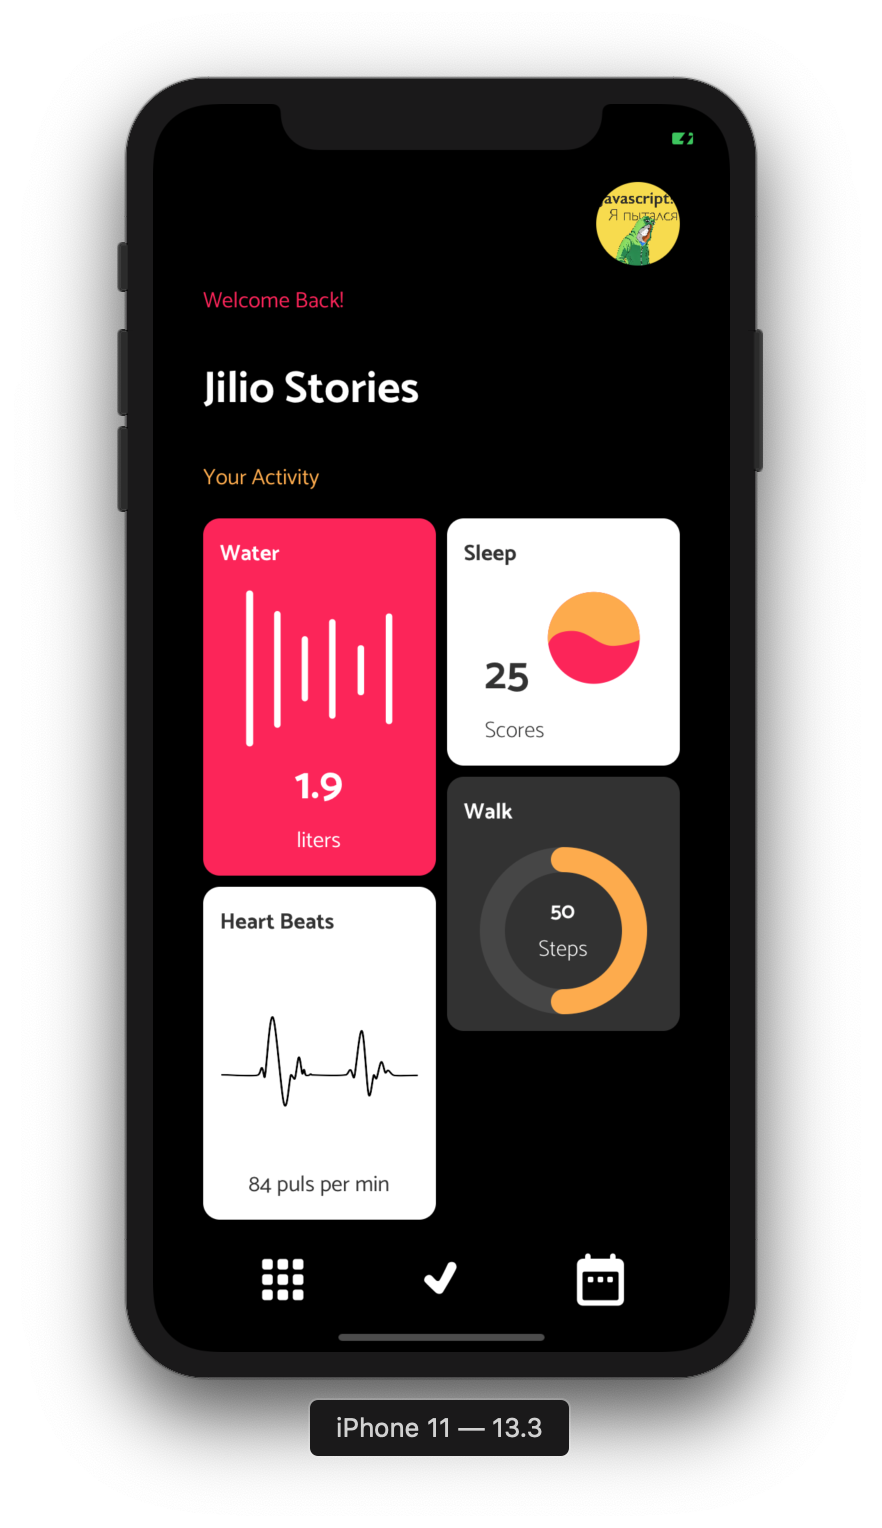 javascript.
Я пытался
Welcome Back!
Jilio Stories
Your Activity
Water
1.9
liters
Sleep
25
Scores
Walk
50
Steps
Heart Beats
84 puls per min
iPhone 11 — 13.3